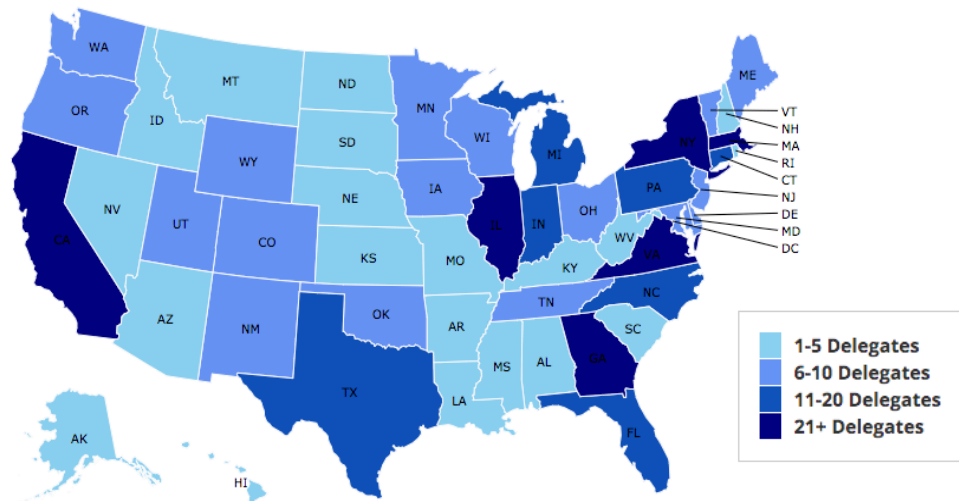 WA
MT
ND
MN
ME
OR
ID
SD
WI
MI
NY
VT
NH
MA
RI
CT
NJ
DE
MD
DC
WY
NE
IA
PA
NV
UT
CO
KS
MO
IL
IN
OH
WV
VA
KY
CA
AZ
NM
OK
AR
TN
NC
SC
TX
LA
MS
AL
GA
FL
AK
HI
1-5 Delegates
6-10 Delegates
11-20 Delegates
21+ Delegates